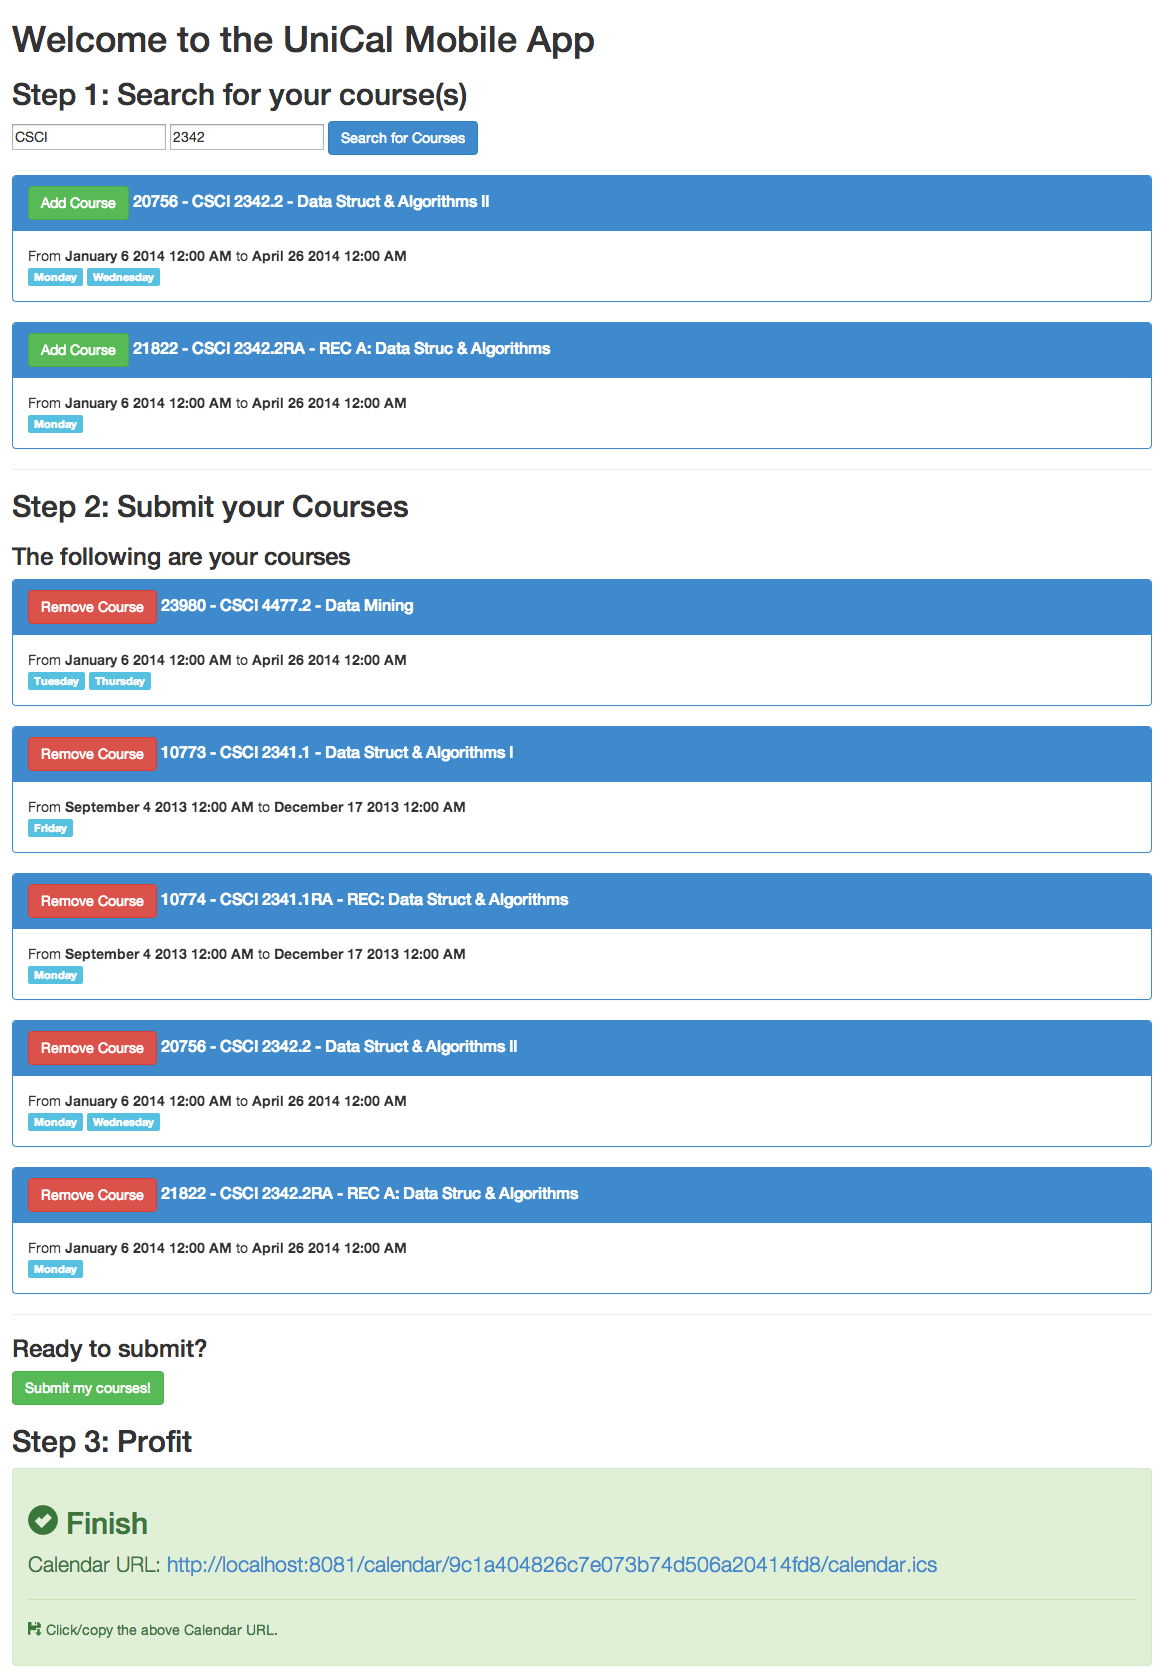 Welcome to the UniCal Mobile App
Step 1: Search for your course(s)
CSCI 2342 Search for Courses
Add Course 20756 - CSCI 2342.2 - Data Struct & Algorithms II
From January 6 2014 12:00 AM to April 26 2014 12:00 AM
Monday Wednesday
Add Course 21822 - CSCI 2342.2RA - REC A: Data Struc & Algorithms
From January 6 2014 12:00 AM to April 26 2014 12:00 AM
Monday
Step 2: Submit your Courses
The following are your courses
Remove Course 23980 - CSCI 4477.2 - Data Mining
From January 6 2014 12:00 AM to April 26 2014 12:00 AM
Tuesday Thursday
Remove Course 10773 - CSCI 2341.1 - Data Struct & Algorithms I
From September 4 2013 12:00 AM to December 17 2013 12:00 AM
Friday
Remove Course 10774 - CSCI 2341.1RA - REC: Data Struct & Algorithms
From September 4 2013 12:00 AM to December 17 2013 12:00 AM
Monday
Remove Course 20756 - CSCI 2342.2 - Data Struct & Algorithms II
From January 6 2014 12:00 AM to April 26 2014 12:00 AM
Monday Wednesday
Remove Course 21822 - CSCI 2342.2RA - REC A: Data Struc & Algorithms
From January 6 2014 12:00 AM to April 26 2014 12:00 AM
Monday
Ready to submit?
Submit my courses!
Step 3: Profit
Finish
Calendar URL: http://localhost:8081/calendar/9c1a404826c7e073b74d506a20414fd8/calendar.ics
Click/copy the above Calendar URL.